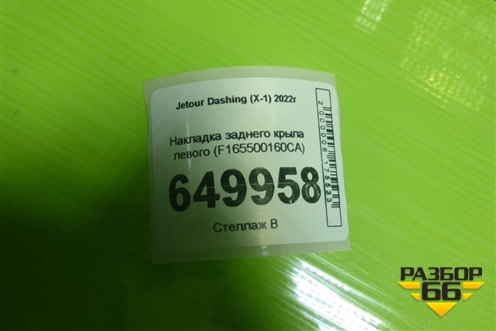 Jetour Dashing (X-1) 2022г
Накладка заднего крыла
левого (F165500160CA)
649958
Стеллаж В
РАЗБОР
66